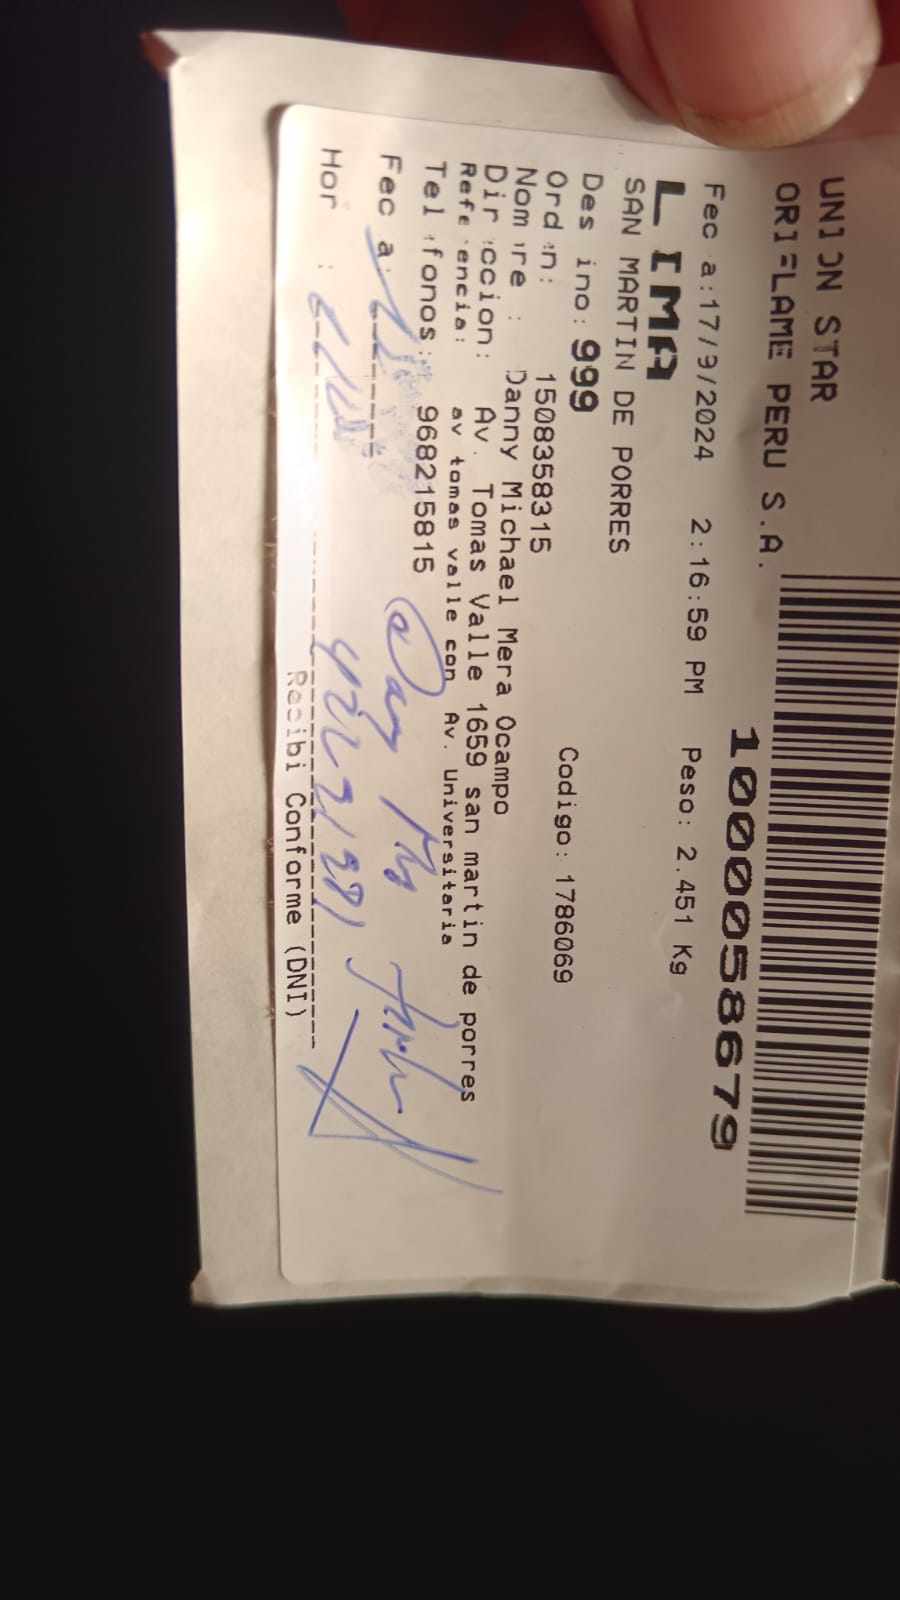 UNION STAR
ORIFLAME PERU S.A.
1000058679
Fec a:17/9/2024 2:16:59 PM Peso: 2.451 Kg
LIMA
SAN MARTIN DE PORRES
Des ino: 999
Ord n: 1508358315 Codigo: 1786069
Nom re : Danny Michael Mera Ocampo
Dir ccion: Av. Tomas Valle 1659 san martin de porres
Refe encia: av tomas valle con Av. Universitaria
Tel fonos: 968215815
Fec a:
Hor :
Recibi Conforme (DNI)